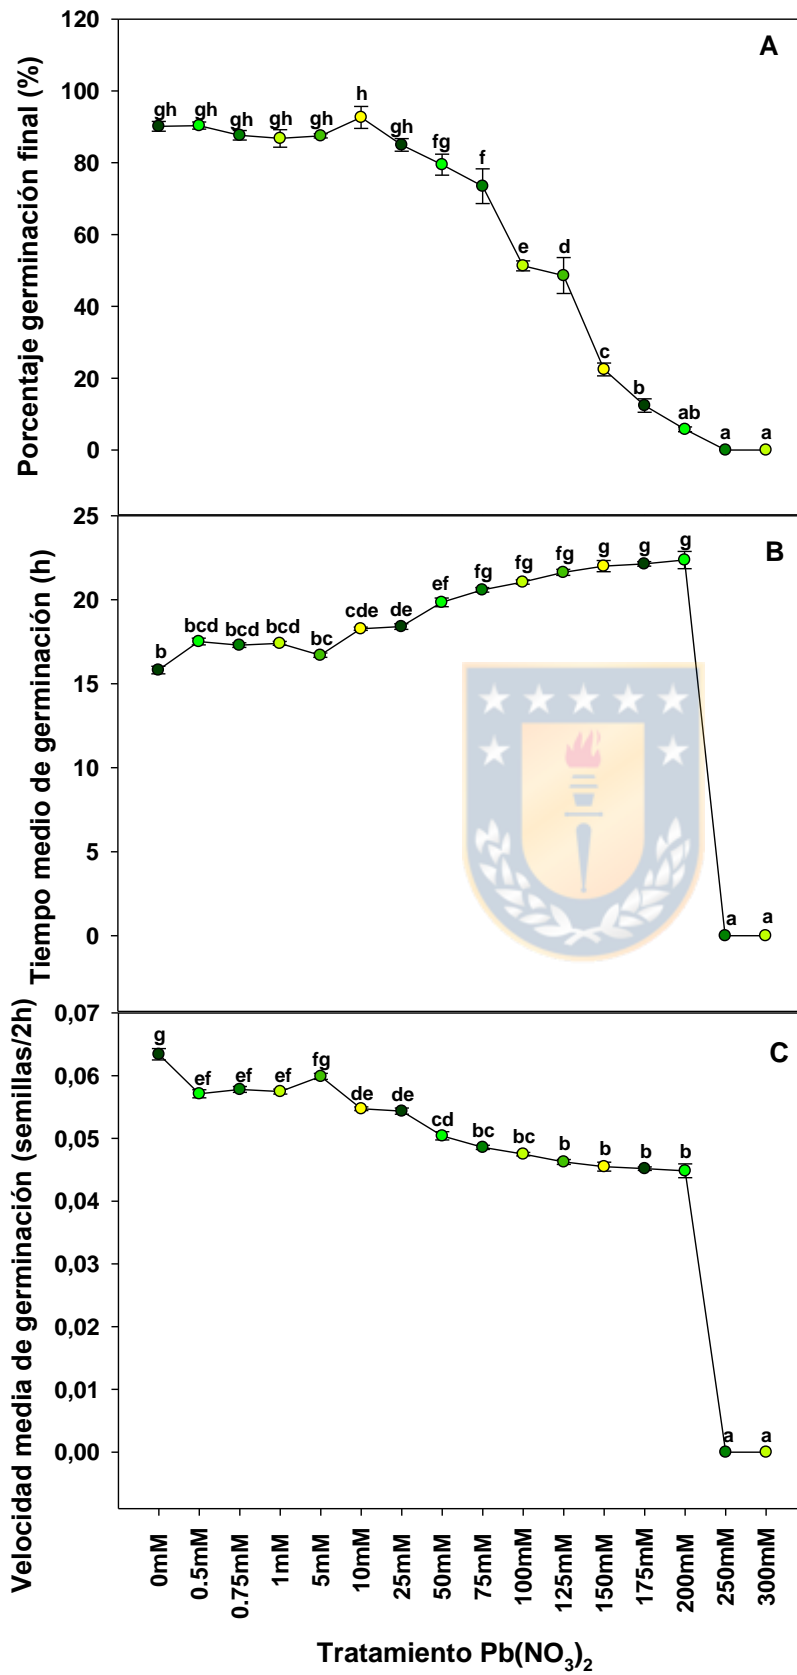 A
Porcentaje germinación final (%)
120
100
80
60
40
20
0
gh gh gh gh gh h gh fg f e d c b ab a a
B
Tiempo medio de germinación (h)
25
20
15
10
5
0
b bcd bcd bcd bc cde de ef fg fg fg g g g a a
C
Velocidad media de germinación (semillas/2h)
0,07
0,06
0,05
0,04
0,03
0,02
0,01
0,00
g ef ef ef fg de de cd bc bc b b b b a a
0mM
0.5mM
0.75mM
1mM
5mM
10mM
25mM
50mM
75mM
100mM
125mM
150mM
175mM
200mM
250mM
300mM
Tratamiento Pb(NO₃)₂